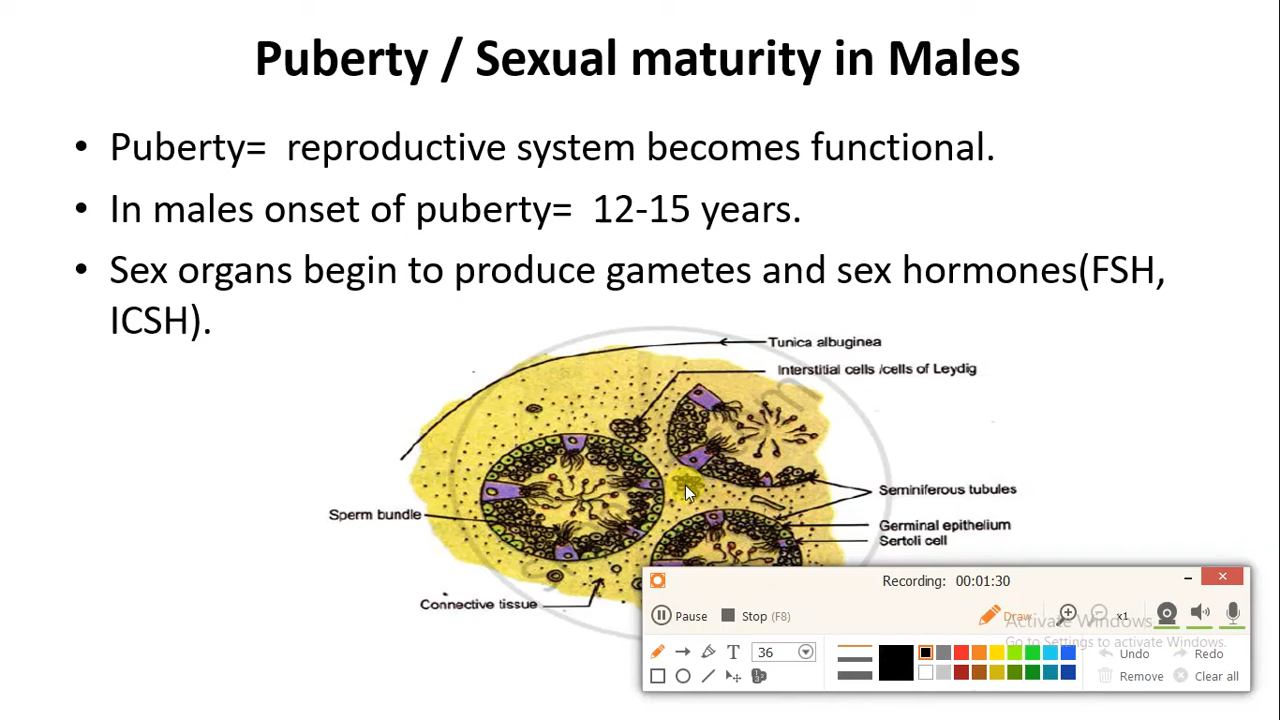 Puberty / Sexual maturity in Males
• Puberty= reproductive system becomes functional.
• In males onset of puberty= 12-15 years.
• Sex organs begin to produce gametes and sex hormones(FSH,
ICSH).
Tunica albuginea
Interstitial cells /cells of Leydig
Seminiferous tubules
Sperm bundle
Germinal epithelium
Sertoli cell
Connective tissue
Recording: 00:01:30
Pause
Stop (F8)
Draw
x1
Activate Windows
Go to Settings to activate Windows.
T
36
Undo
Redo
Remove
Clear all